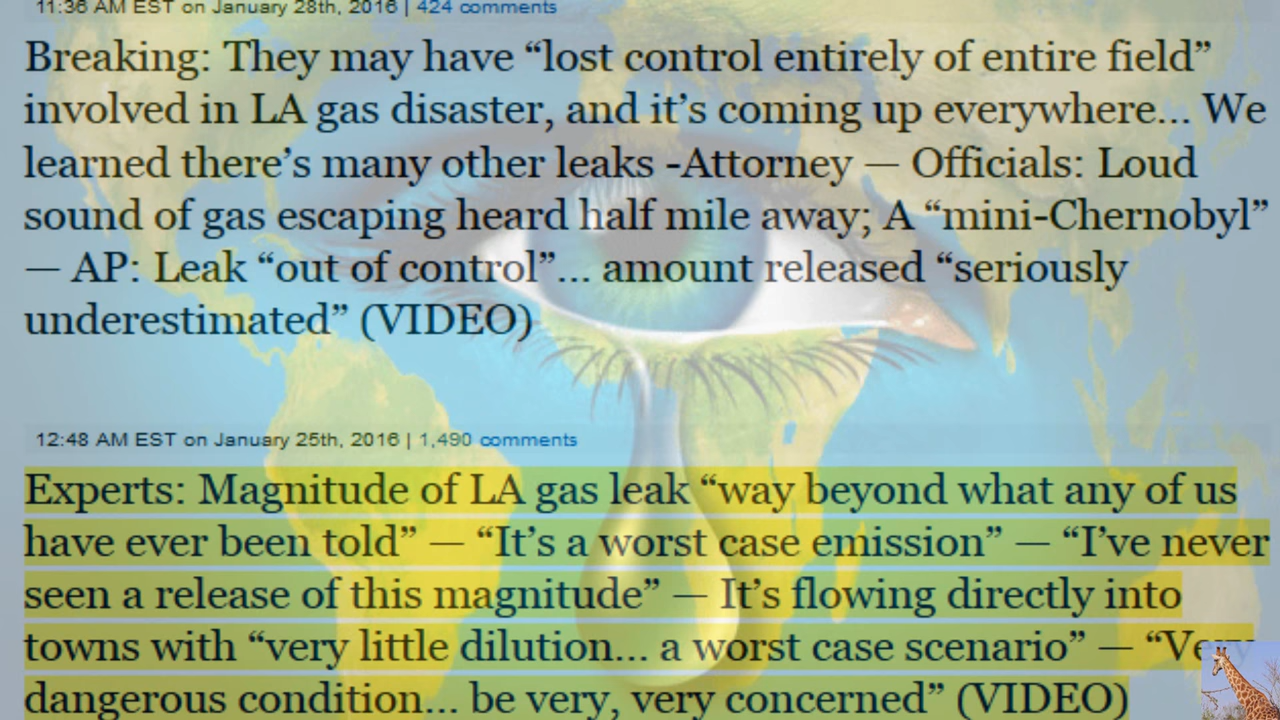 11:36 AM EST on January 28th, 2016 | 424 comments
Breaking: They may have “lost control entirely of entire field”
involved in LA gas disaster, and it’s coming up everywhere… We
learned there’s many other leaks -Attorney — Officials: Loud
sound of gas escaping heard half mile away; A “mini-Chernobyl”
— AP: Leak “out of control”… amount released “seriously
underestimated” (VIDEO)
12:48 AM EST on January 25th, 2016 | 1,490 comments
Experts: Magnitude of LA gas leak “way beyond what any of us
have ever been told” — “It’s a worst case emission” — “I’ve never
seen a release of this magnitude” — It’s flowing directly into
towns with “very little dilution… a worst case scenario” — “Very
dangerous condition… be very, very concerned” (VIDEO)